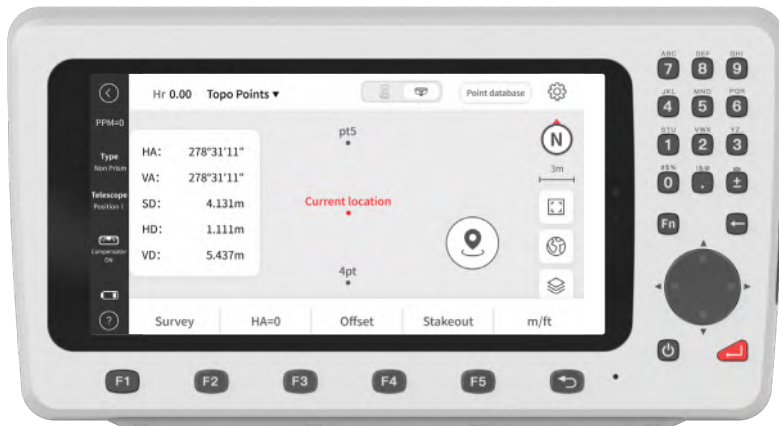 Hr 0.00 Topo Points ▼ Point database
PPM=0
Type
Non Prism
Telescope
Position I
Compensator
ON
?
HA: 278°31'11"
VA: 278°31'11"
SD: 4.131m
HD: 1.111m
VD: 5.437m
pt5
Current location
4pt
N
3m
Survey HA=0 Offset Stakeout m/ft
F1 F2 F3 F4 F5
ABC DEF GHI
7 8 9
JKL MNO PQR
4 5 6
STU VWX YZ
1 2 3
#$% !&@
0 . ±
Fn